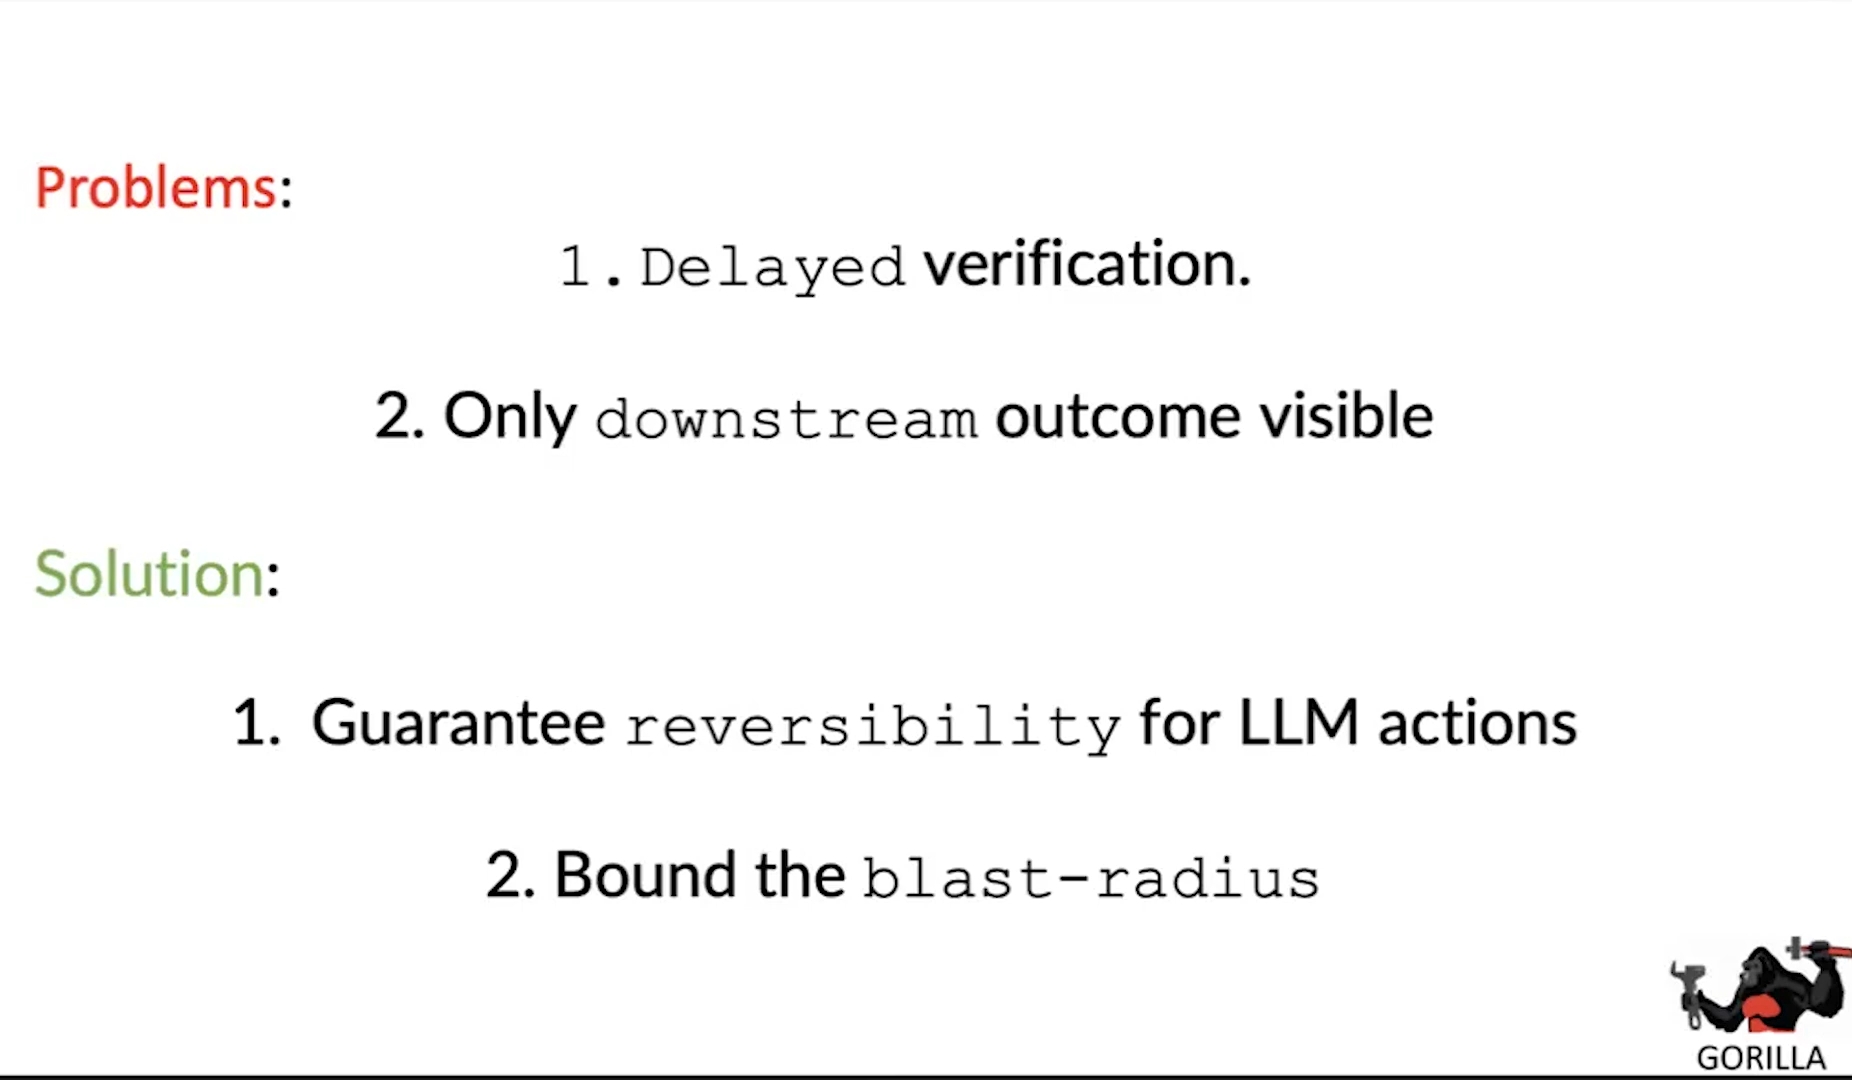 Problems:
1. Delayed verification.
2. Only downstream outcome visible
Solution:
1. Guarantee reversibility for LLM actions
2. Bound the blast-radius
GORILLA